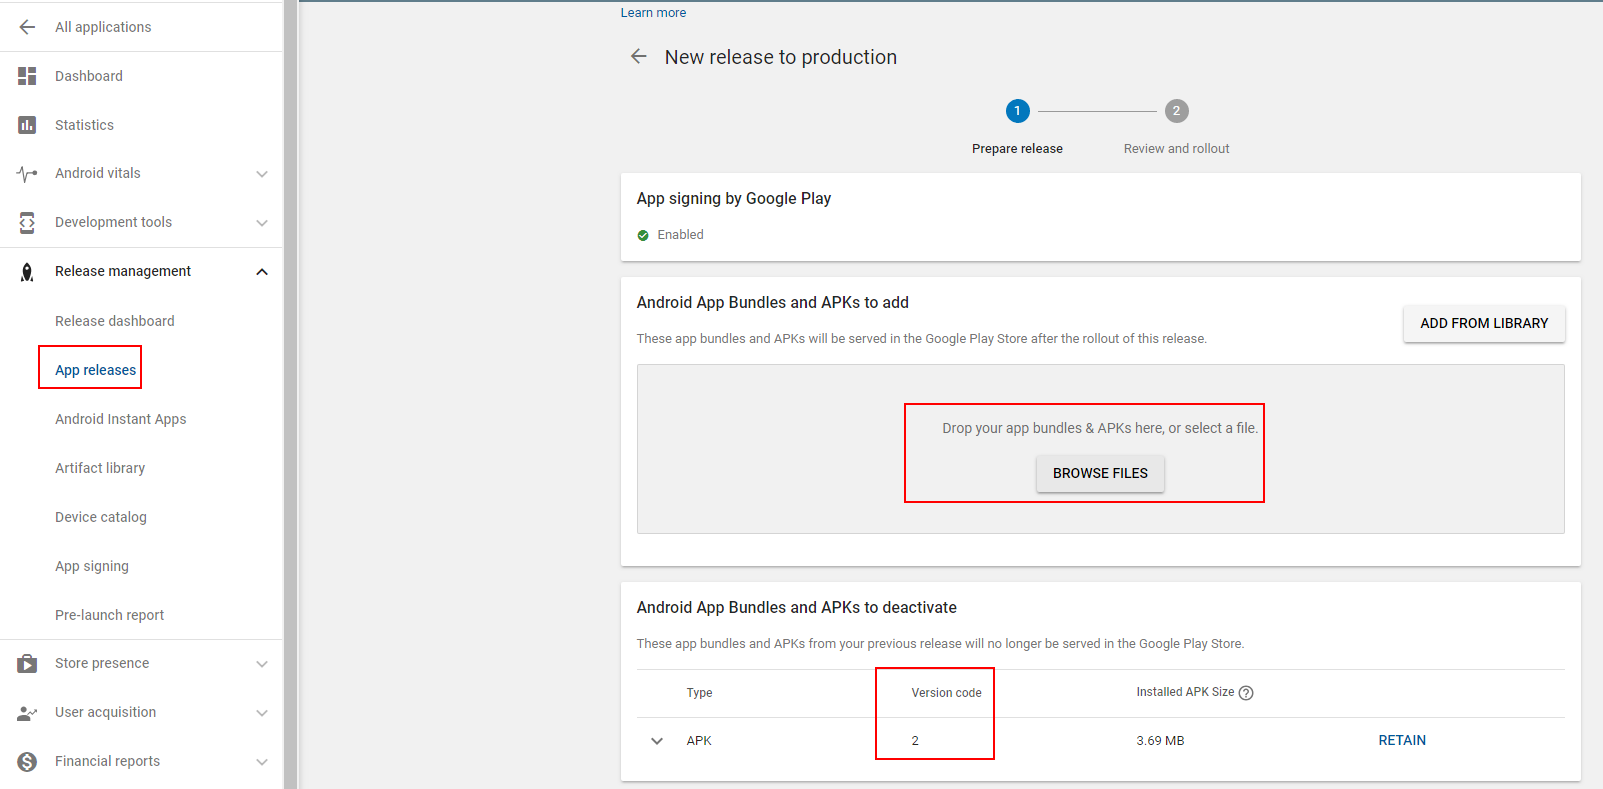 All applications
Dashboard
Statistics
Android vitals
Development tools
Release management
Release dashboard
App releases
Android Instant Apps
Artifact library
Device catalog
App signing
Pre-launch report
Store presence
User acquisition
Financial reports
Learn more
New release to production
1
2
Prepare release
Review and rollout
App signing by Google Play
Enabled
Android App Bundles and APKs to add
These app bundles and APKs will be served in the Google Play Store after the rollout of this release.
ADD FROM LIBRARY
Drop your app bundles & APKs here, or select a file.
BROWSE FILES
Android App Bundles and APKs to deactivate
These app bundles and APKs from your previous release will no longer be served in the Google Play Store.
Type Version code Installed APK Size ?
APK 2 3.69 MB RETAIN